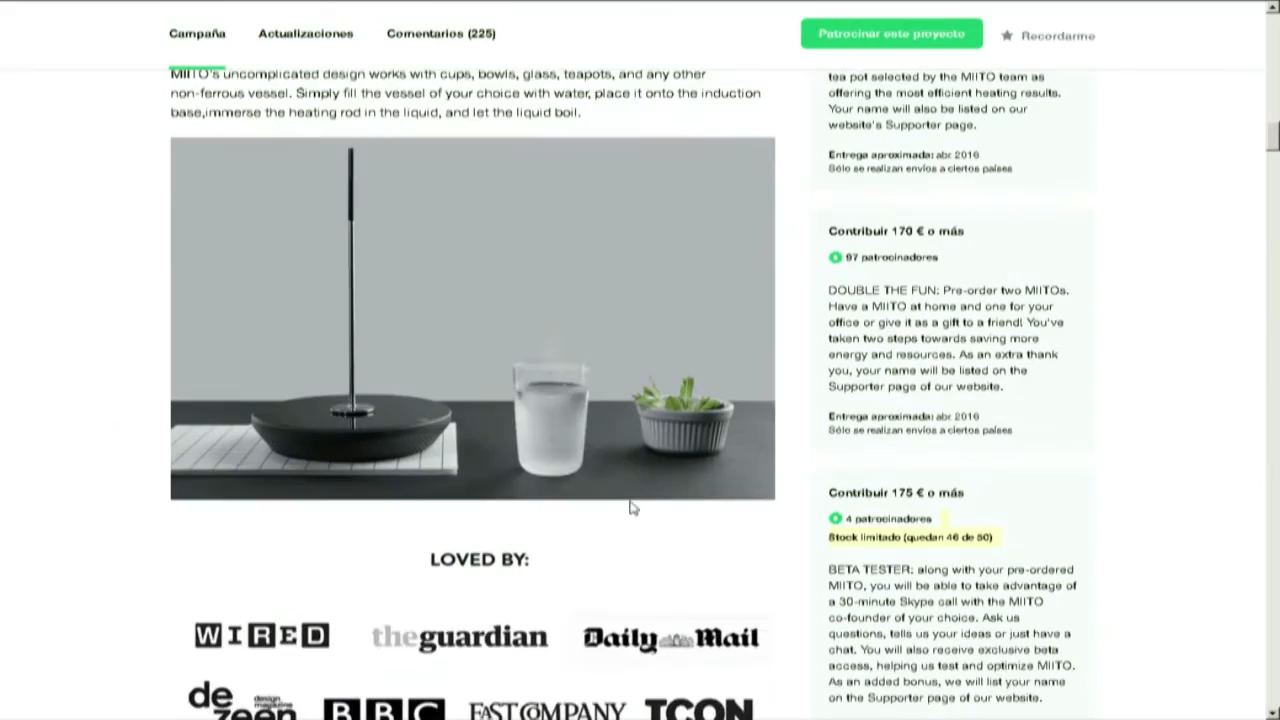 Campaña
Actualizaciones
Comentarios (225)
Patrocinar este proyecto
Recordarme
MIITO's uncomplicated design works with cups, bowls, glass, teapots, and any other
non-ferrous vessel. Simply fill the vessel of your choice with water, place it onto the induction
base,immerse the heating rod in the liquid, and let the liquid boil.
LOVED BY:
WIRED
theguardian
Daily Mail
de
zeen
design
magazine
BBC
FAST COMPANY
TCON
tea pot selected by the MIITO team as
offering the most efficient heating results.
Your name will also be listed on our
website's Supporter page.
Entrega aproximada: abr. 2016
Sólo se realizan envíos a ciertos países
Contribuir 170 € o más
97 patrocinadores
DOUBLE THE FUN: Pre-order two MIITOs.
Have a MIITO at home and one for your
office or give it as a gift to a friend! You've
taken two steps towards saving more
energy and resources. As an extra thank
you, your name will be listed on the
Supporter page of our website.
Entrega aproximada: abr. 2016
Sólo se realizan envíos a ciertos países
Contribuir 175 € o más
4 patrocinadores
Stock limitado (quedan 46 de 50)
BETA TESTER: along with your pre-ordered
MIITO, you will be able to take advantage of
a 30-minute Skype call with the MIITO
co-founder of your choice. Ask us
questions, tells us your ideas or just have a
chat. You will also receive exclusive beta
access, helping us test and optimize MIITO.
As an added bonus, we will list your name
on the Supporter page of our website.